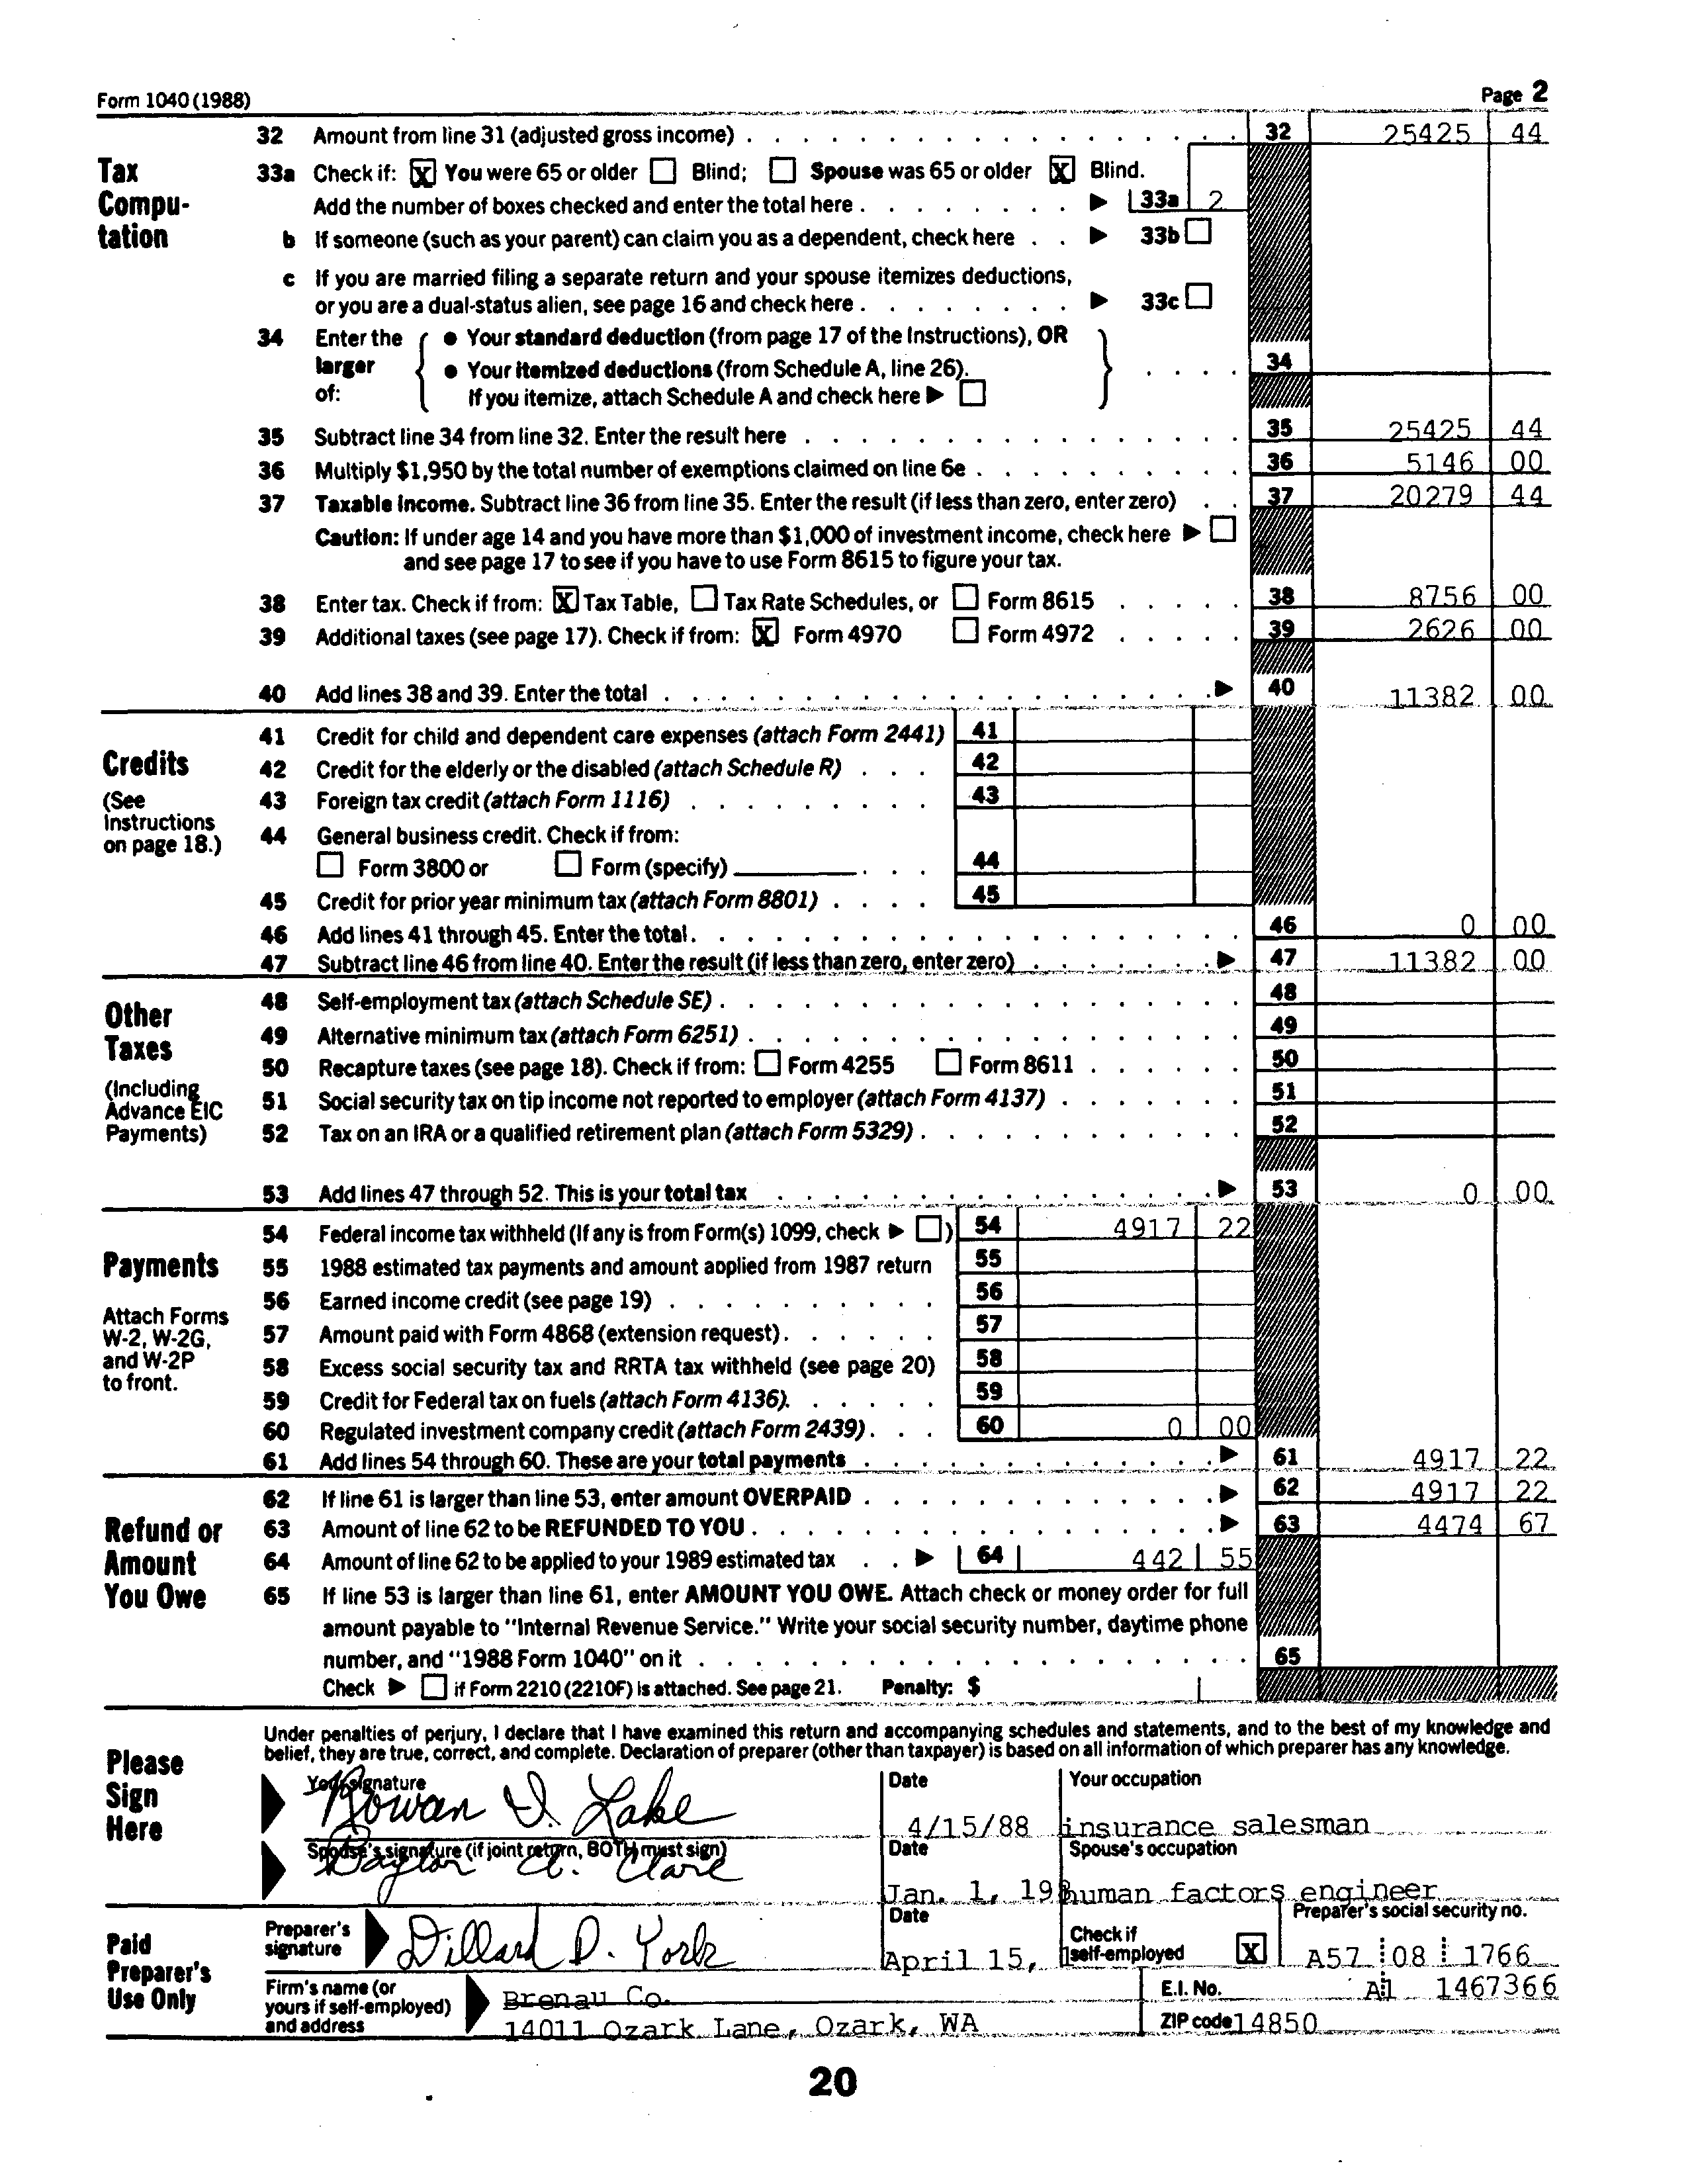 Form 1040 (1988) Page 2
Tax Compu- tation
32 Amount from line 31 (adjusted gross income) 32 25425 44
33a Check if: [X] You were 65 or older [ ] Blind; [ ] Spouse was 65 or older [X] Blind.
Add the number of boxes checked and enter the total here ▶ 33a 2
b If someone (such as your parent) can claim you as a dependent, check here ▶ 33b [ ]
c If you are married filing a separate return and your spouse itemizes deductions,
or you are a dual-status alien, see page 16 and check here ▶ 33c [ ]
34 Enter the larger of: { ● Your standard deduction (from page 17 of the Instructions), OR
● Your itemized deductions (from Schedule A, line 26). } 34
If you itemize, attach Schedule A and check here ▶ [ ]
35 Subtract line 34 from line 32. Enter the result here 35 25425 44
36 Multiply $1,950 by the total number of exemptions claimed on line 6e 36 5146 00
37 Taxable income. Subtract line 36 from line 35. Enter the result (if less than zero, enter zero) 37 20279 44
Caution: If under age 14 and you have more than $1,000 of investment income, check here ▶ [ ]
and see page 17 to see if you have to use Form 8615 to figure your tax.
38 Enter tax. Check if from: [X] Tax Table, [ ] Tax Rate Schedules, or [ ] Form 8615 38 8756 00
39 Additional taxes (see page 17). Check if from: [X] Form 4970 [ ] Form 4972 39 2626 00
40 Add lines 38 and 39. Enter the total ▶ 40 11382 00
Credits
(See Instructions on page 18.)
41 Credit for child and dependent care expenses (attach Form 2441) 41
42 Credit for the elderly or the disabled (attach Schedule R) 42
43 Foreign tax credit (attach Form 1116) 43
44 General business credit. Check if from:
[ ] Form 3800 or [ ] Form (specify) 44
45 Credit for prior year minimum tax (attach Form 8801) 45
46 Add lines 41 through 45. Enter the total. 46 0 00
47 Subtract line 46 from line 40. Enter the result (if less than zero, enter zero) ▶ 47 11382 00
Other Taxes
(Including Advance EIC Payments)
48 Self-employment tax (attach Schedule SE) 48
49 Alternative minimum tax (attach Form 6251) 49
50 Recapture taxes (see page 18). Check if from: [ ] Form 4255 [ ] Form 8611 50
51 Social security tax on tip income not reported to employer (attach Form 4137) 51
52 Tax on an IRA or a qualified retirement plan (attach Form 5329) 52
53 Add lines 47 through 52. This is your total tax ▶ 53 0 00
Payments
Attach Forms W-2, W-2G, and W-2P to front.
54 Federal income tax withheld (If any is from Form(s) 1099, check ▶ [ ]) 54 4917 22
55 1988 estimated tax payments and amount applied from 1987 return 55
56 Earned income credit (see page 19) 56
57 Amount paid with Form 4868 (extension request) 57
58 Excess social security tax and RRTA tax withheld (see page 20) 58
59 Credit for Federal tax on fuels (attach Form 4136). 59
60 Regulated investment company credit (attach Form 2439) 60 0 00
61 Add lines 54 through 60. These are your total payments ▶ 61 4917 22
Refund or Amount You Owe
62 If line 61 is larger than line 53, enter amount OVERPAID ▶ 62 4917 22
63 Amount of line 62 to be REFUNDED TO YOU ▶ 63 4474 67
64 Amount of line 62 to be applied to your 1989 estimated tax ▶ 64 442 55
65 If line 53 is larger than line 61, enter AMOUNT YOU OWE. Attach check or money order for full
amount payable to "Internal Revenue Service." Write your social security number, daytime phone
number, and "1988 Form 1040" on it 65
Check ▶ [ ] if Form 2210 (2210F) is attached. See page 21. Penalty: $
Please Sign Here
Under penalties of perjury, I declare that I have examined this return and accompanying schedules and statements, and to the best of my knowledge and
belief, they are true, correct, and complete. Declaration of preparer (other than taxpayer) is based on all information of which preparer has any knowledge.
Your signature Date Your occupation
Rowan I. Lake 4/15/88 insurance salesman
Spouse's signature (if joint return, BOTH must sign) Date Spouse's occupation
Baylor A. Clare Jan. 1, 198 human factors engineer
Paid Preparer's Use Only
Preparer's signature Dillard D. York Date April 15, 1 Check if self-employed [X] Preparer's social security no. A57 08 1766
Firm's name (or yours if self-employed) and address Brenau Co. E.I. No. A1 1467366
14011 Ozark Lane, Ozark, WA ZIP code 14850
20